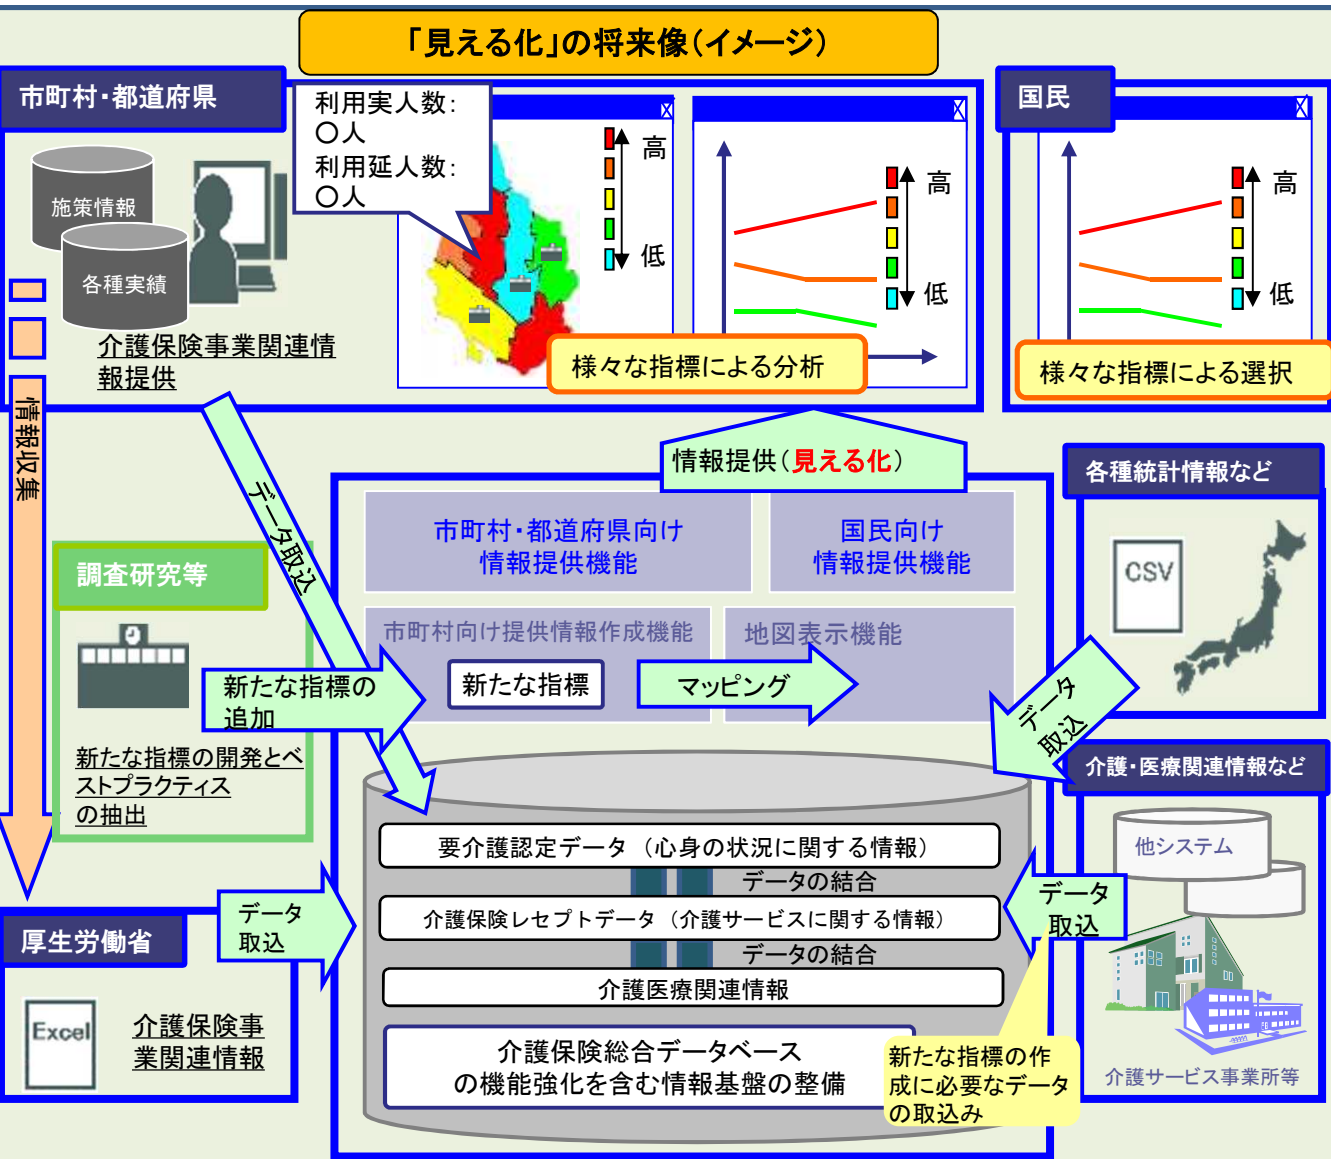 「見える化」の将来像(イメージ)
市町村・都道府県
利用実人数:
〇人
利用延人数:
〇人
施策情報
各種実績
介護保険事業関連情
報提供
高
低
高
低
様々な指標による分析
国民
高
低
様々な指標による選択
情報収集
データ取込
情報提供(見える化)
市町村・都道府県向け
情報提供機能
国民向け
情報提供機能
市町村向け提供情報作成機能
地図表示機能
新たな指標
マッピング
各種統計情報など
CSV
データ
取込
調査研究等
新たな指標の
追加
新たな指標の開発とベ
ストプラクティス
の抽出
介護・医療関連情報など
他システム
介護サービス事業所等
データ
取込
要介護認定データ (心身の状況に関する情報)
データの結合
介護保険レセプトデータ (介護サービスに関する情報)
データの結合
介護医療関連情報
介護保険総合データベース
の機能強化を含む情報基盤の整備
新たな指標の作
成に必要なデータ
の取込み
厚生労働省
データ
取込
Excel
介護保険事
業関連情報